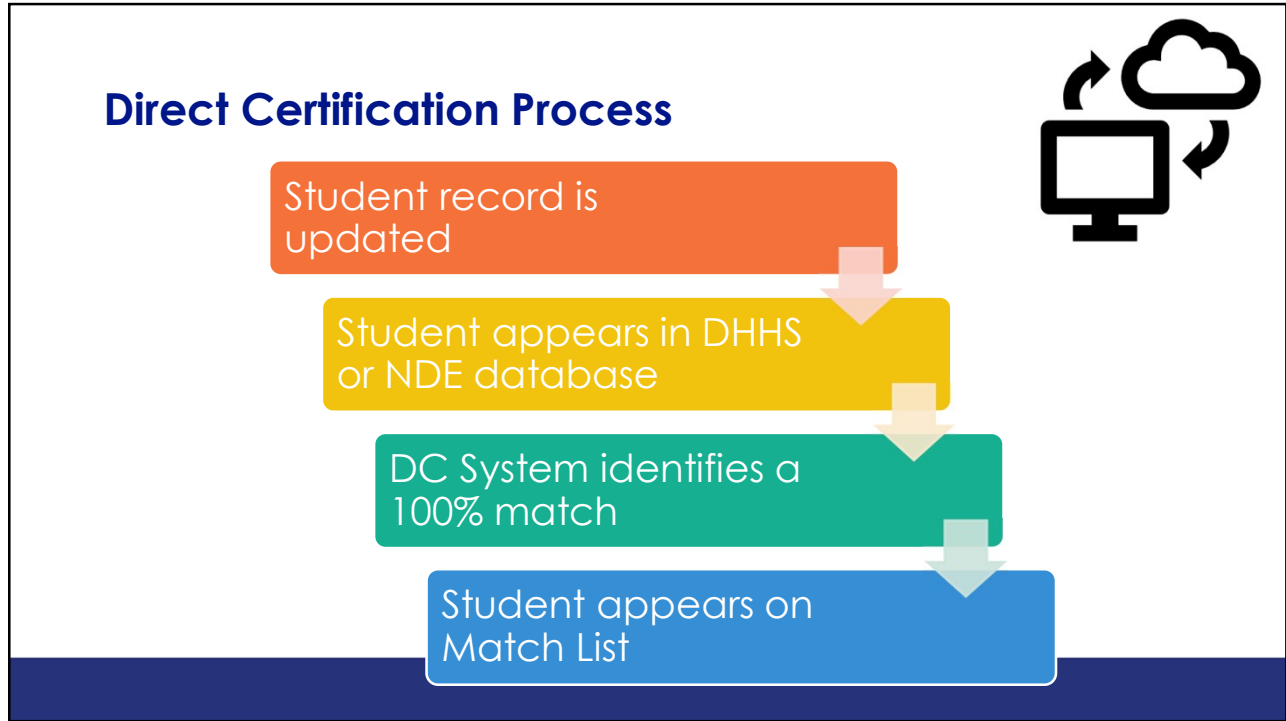 Direct Certification Process
Student record is
updated
Student appears in DHHS
or NDE database
DC System identifies a
100% match
Student appears on
Match List